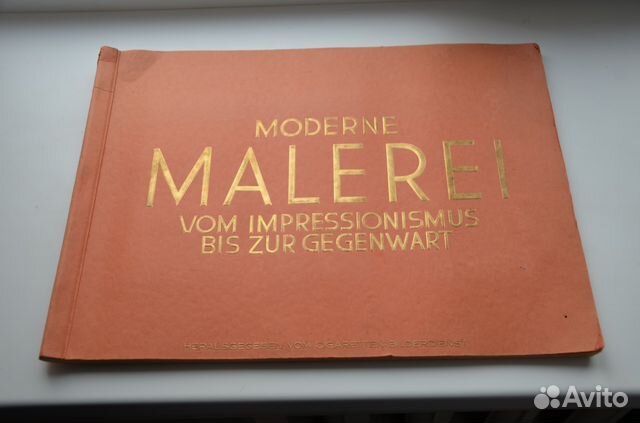 MODERNE
MALEREI
VOM IMPRESSIONISMUS
BIS ZUR GEGENWART
HERAUSGEGEBEN VOM CIGARETTEN-BILDERDIENST
Avito